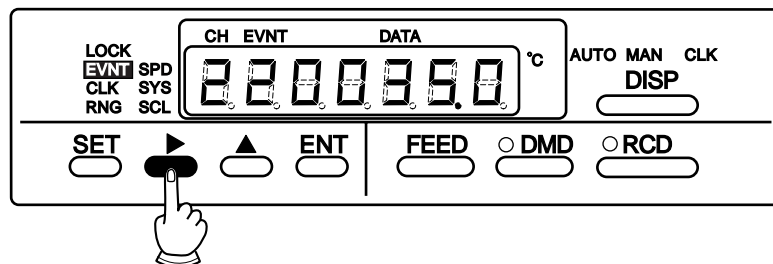 CH EVNT DATA
LOCK
EVNT SPD
CLK SYS
RNG SCL
220035.0
°C
AUTO MAN CLK
DISP
SET ▶ ▲ ENT FEED DMD RCD